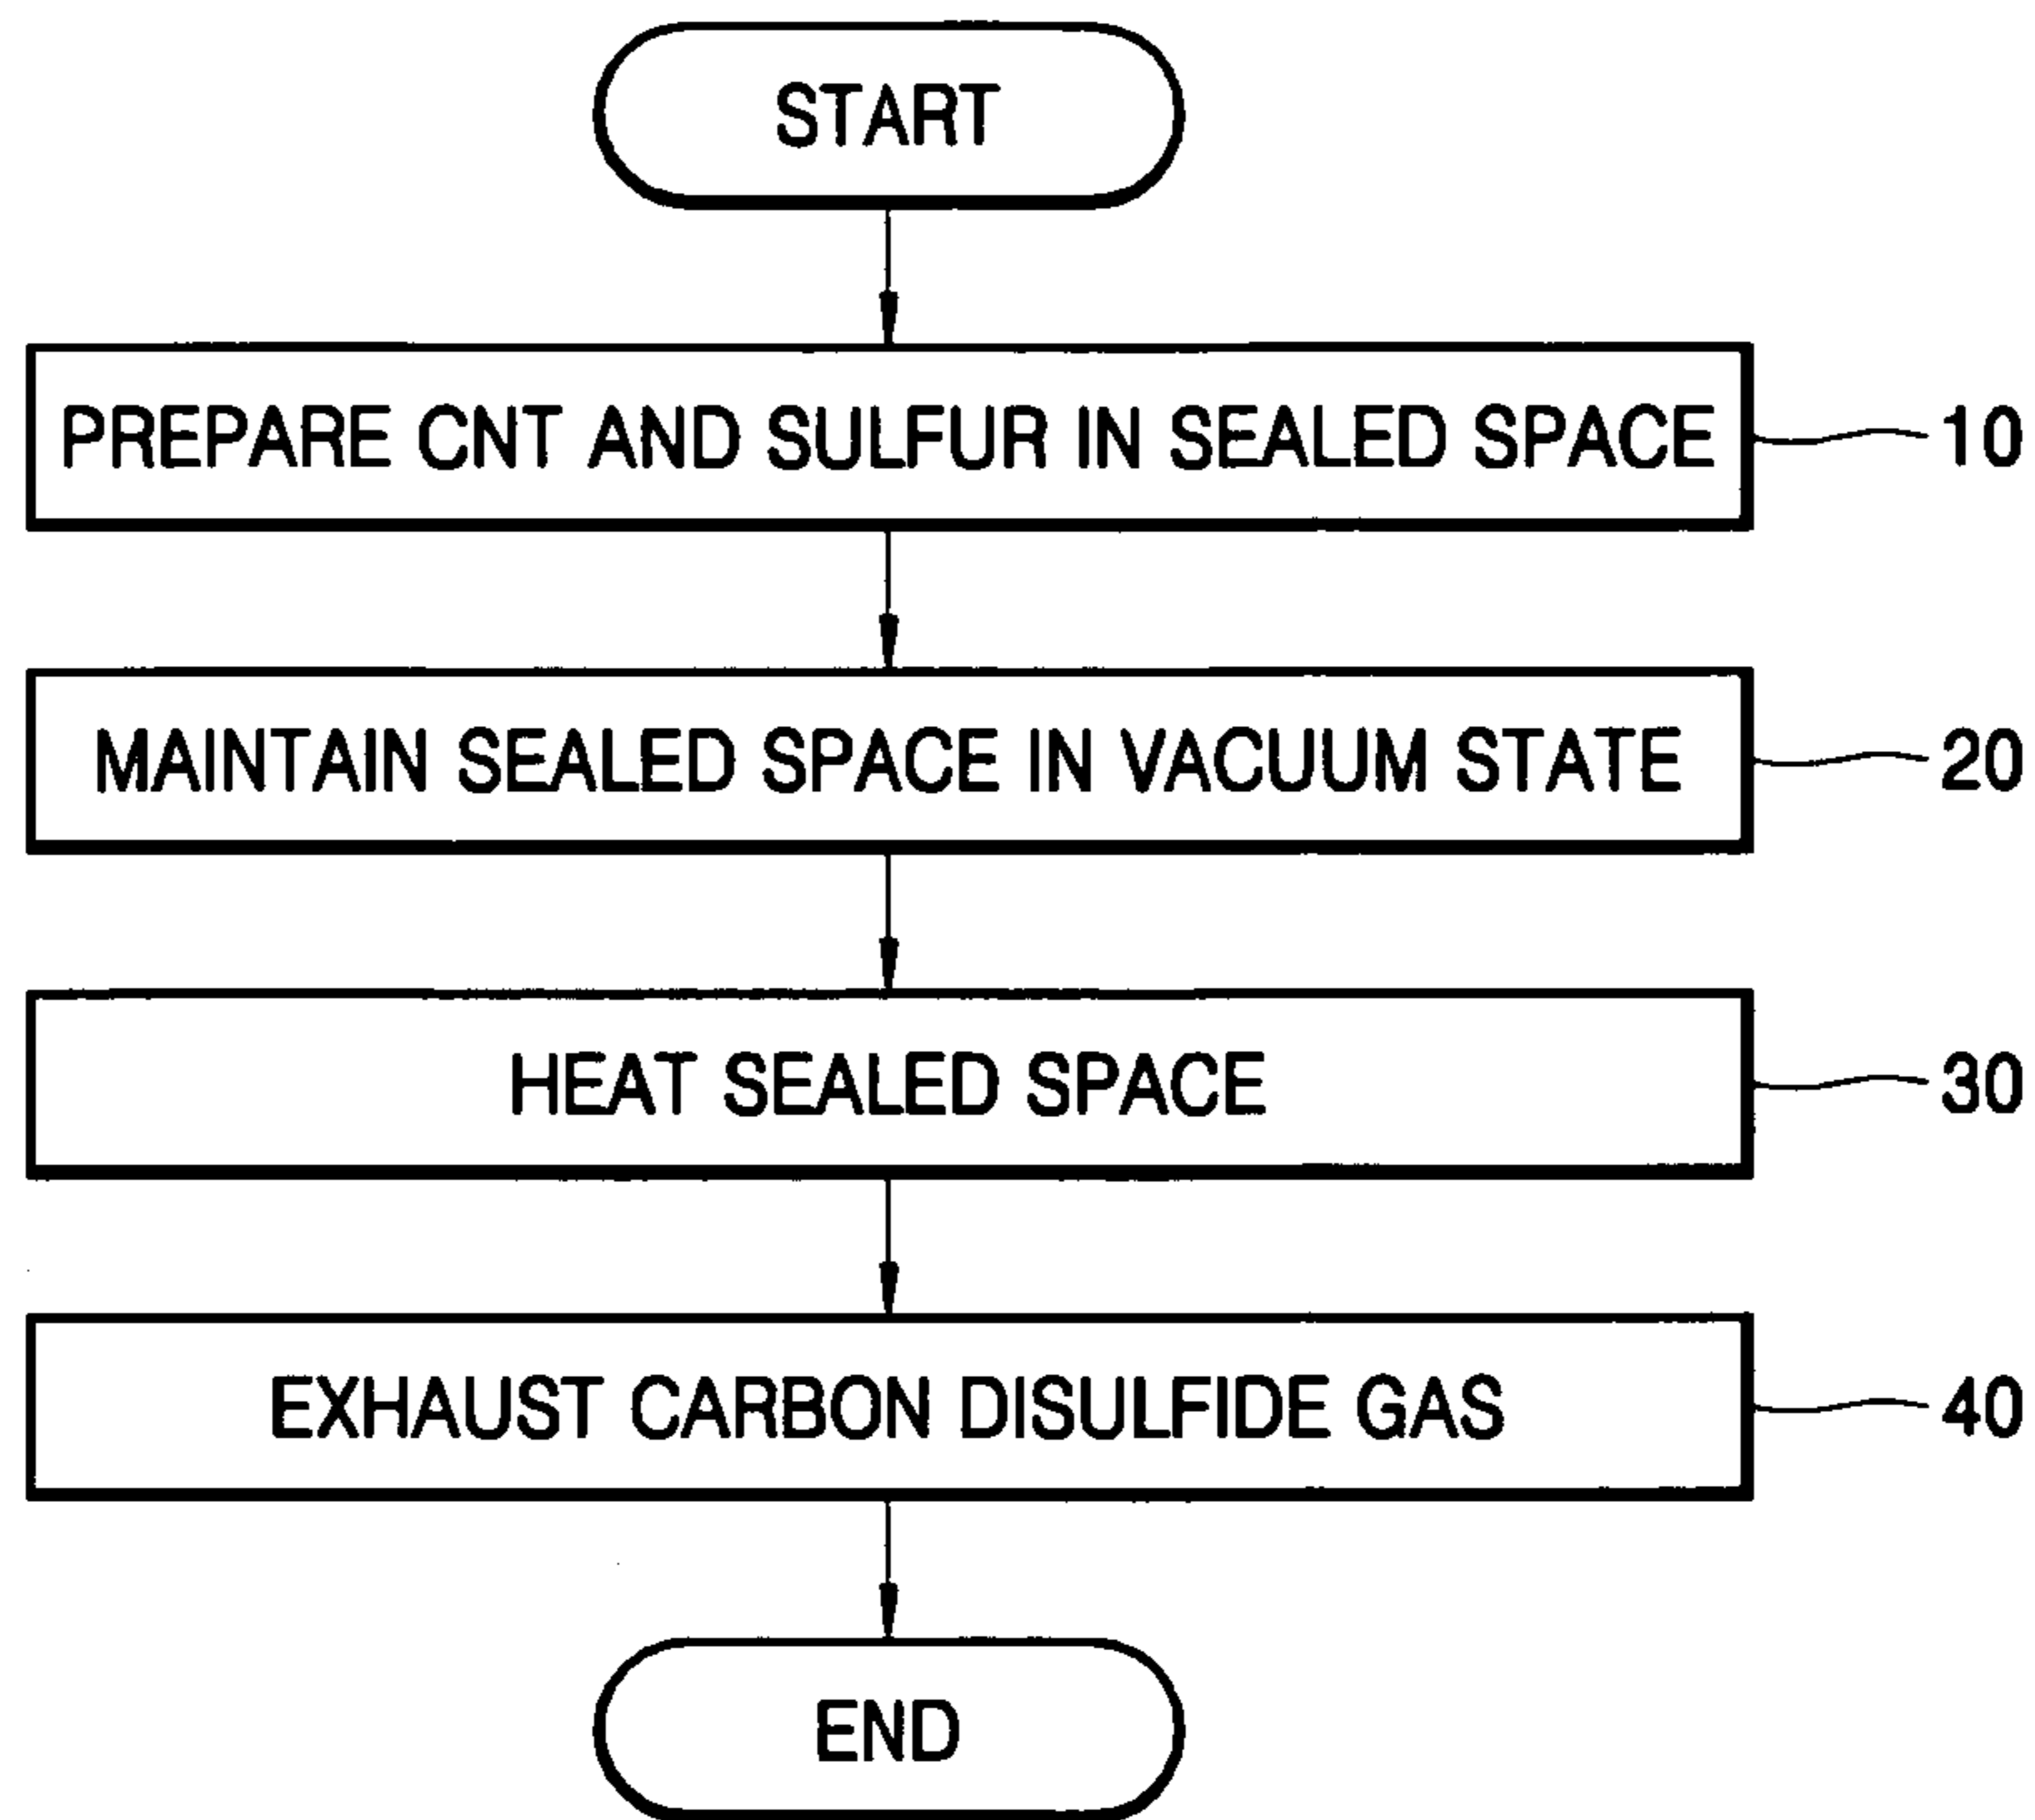 START
PREPARE CNT AND SULFUR IN SEALED SPACE 10
MAINTAIN SEALED SPACE IN VACUUM STATE 20
HEAT SEALED SPACE 30
EXHAUST CARBON DISULFIDE GAS 40
END